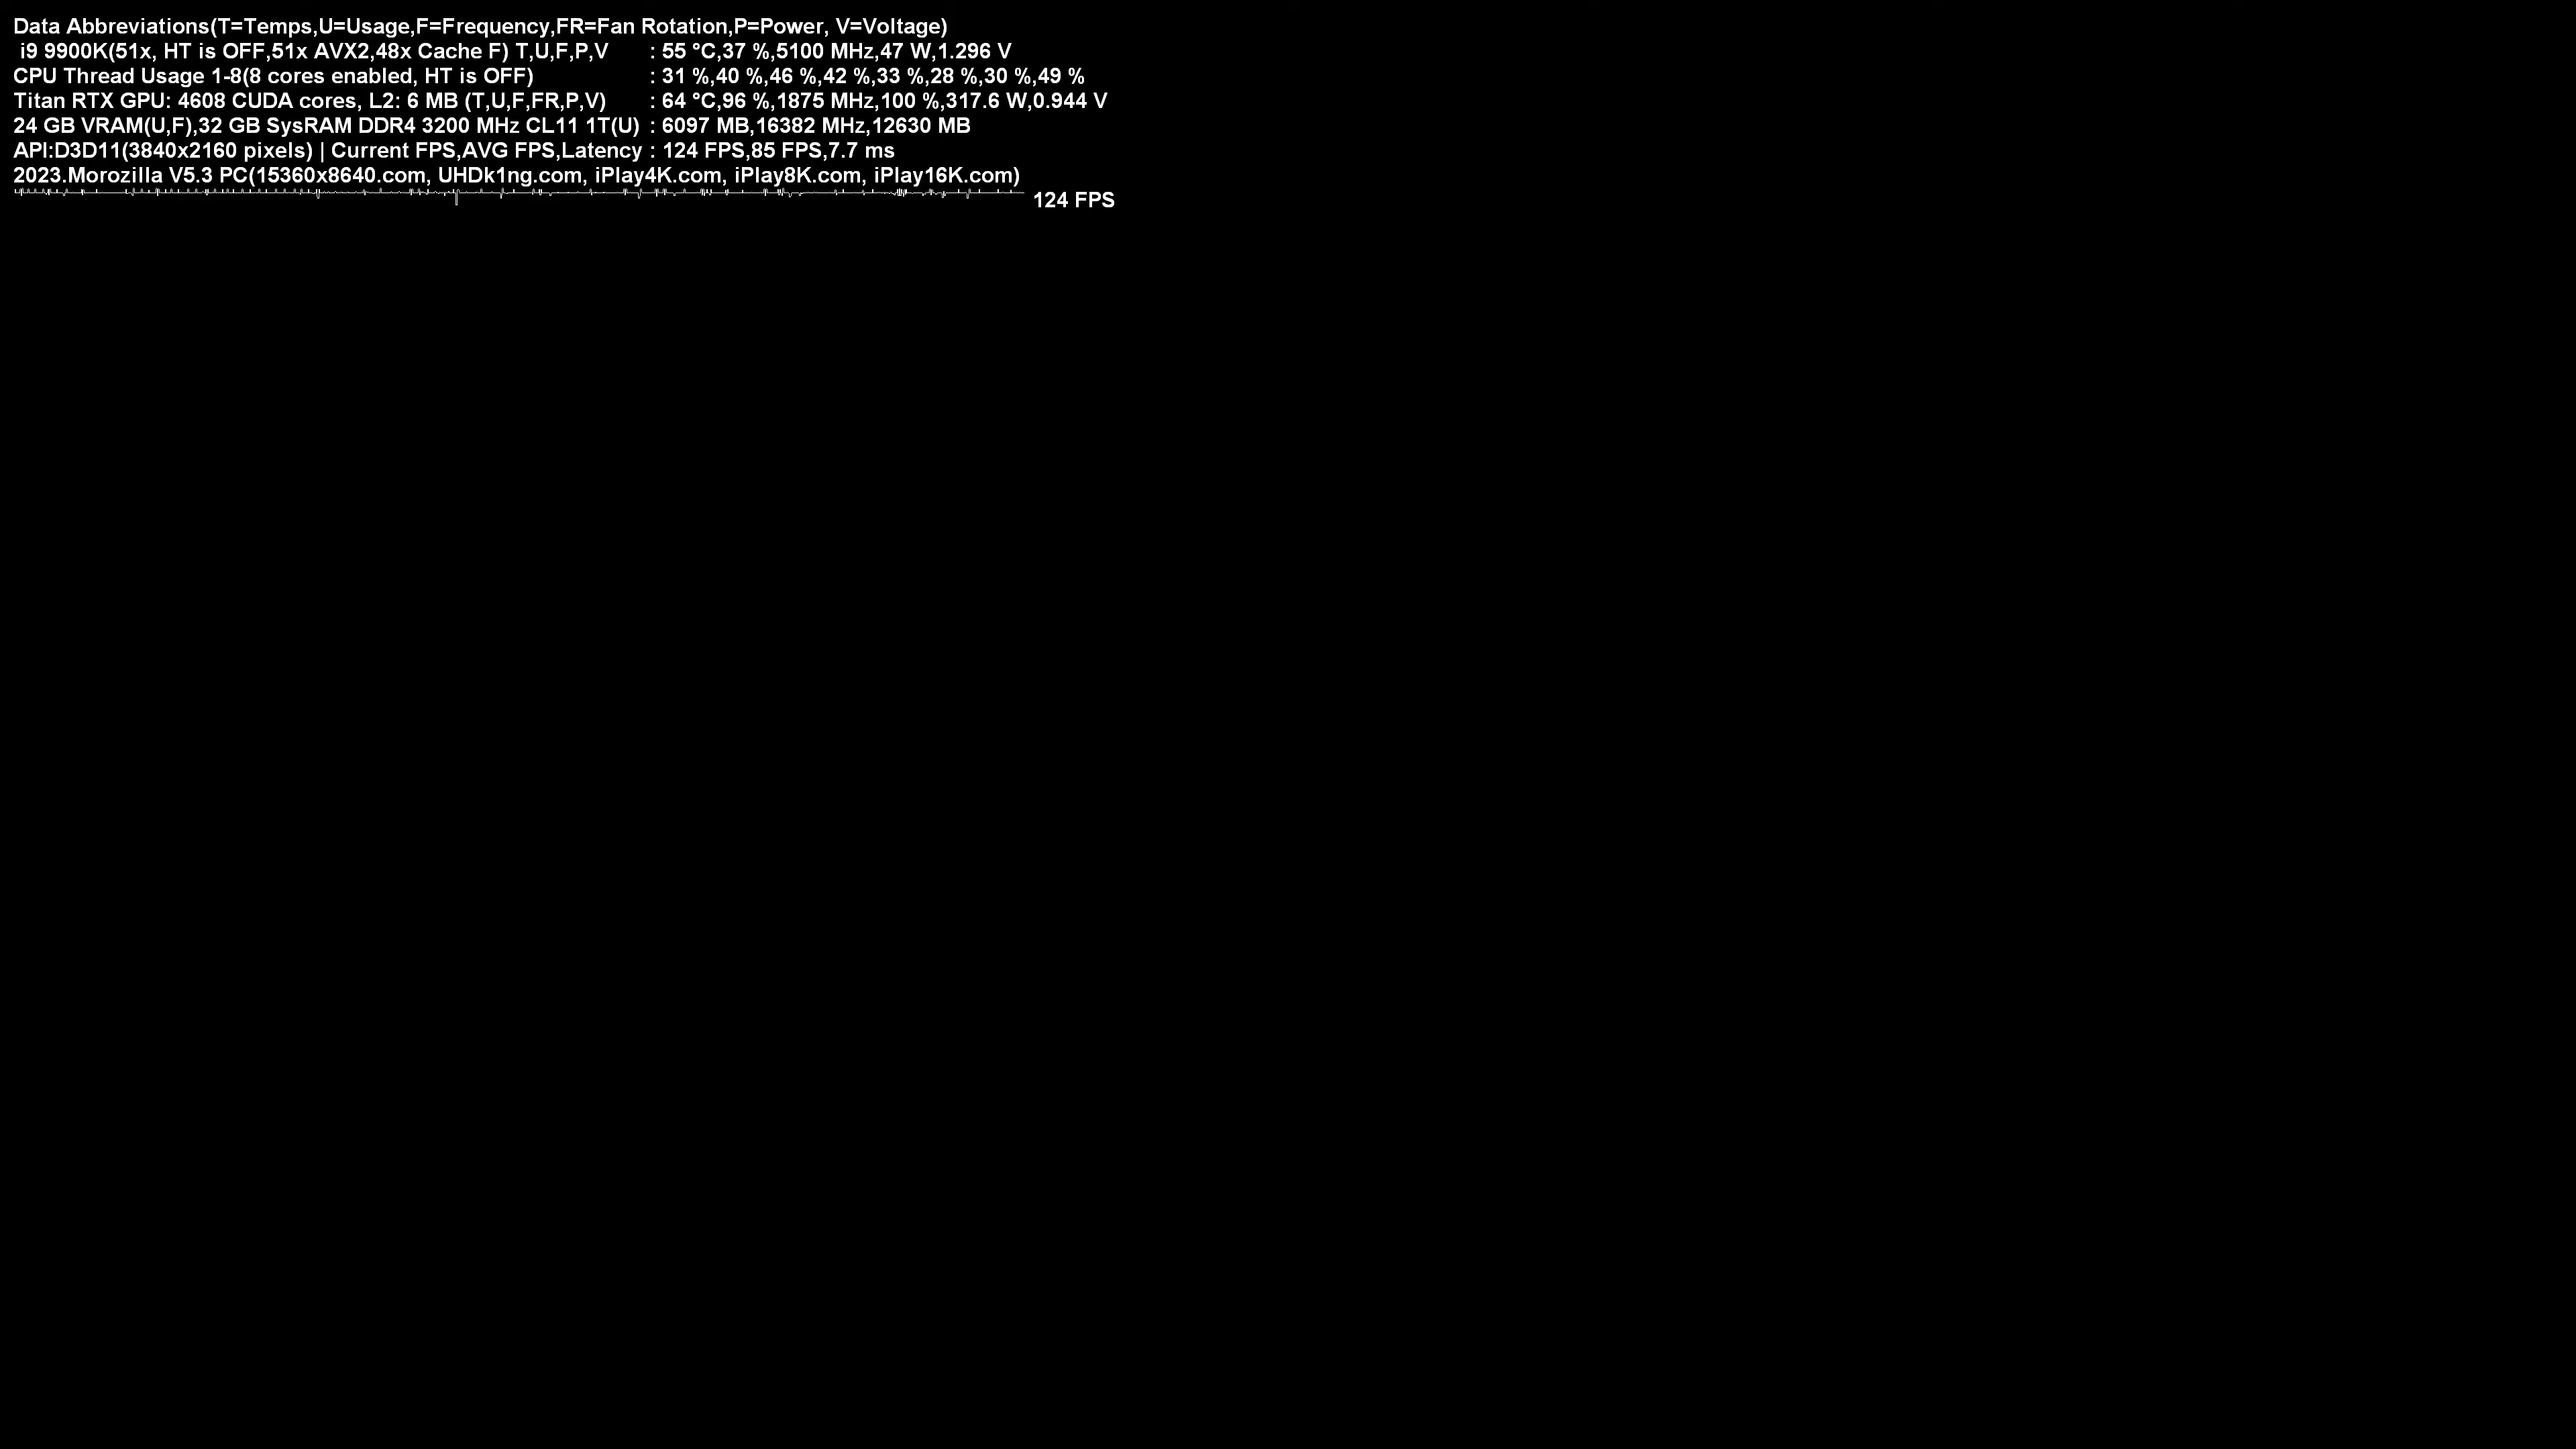 Data Abbreviations(T=Temps,U=Usage,F=Frequency,FR=Fan Rotation,P=Power, V=Voltage)
i9 9900K(51x, HT is OFF,51x AVX2,48x Cache F) T,U,F,P,V : 55 °C,37 %,5100 MHz,47 W,1.296 V
CPU Thread Usage 1-8(8 cores enabled, HT is OFF) : 31 %,40 %,46 %,42 %,33 %,28 %,30 %,49 %
Titan RTX GPU: 4608 CUDA cores, L2: 6 MB (T,U,F,FR,P,V) : 64 °C,96 %,1875 MHz,100 %,317.6 W,0.944 V
24 GB VRAM(U,F),32 GB SysRAM DDR4 3200 MHz CL11 1T(U) : 6097 MB,16382 MHz,12630 MB
API:D3D11(3840x2160 pixels) | Current FPS,AVG FPS,Latency : 124 FPS,85 FPS,7.7 ms
2023.Morozilla V5.3 PC(15360x8640.com, UHDk1ng.com, iPlay4K.com, iPlay8K.com, iPlay16K.com)
124 FPS